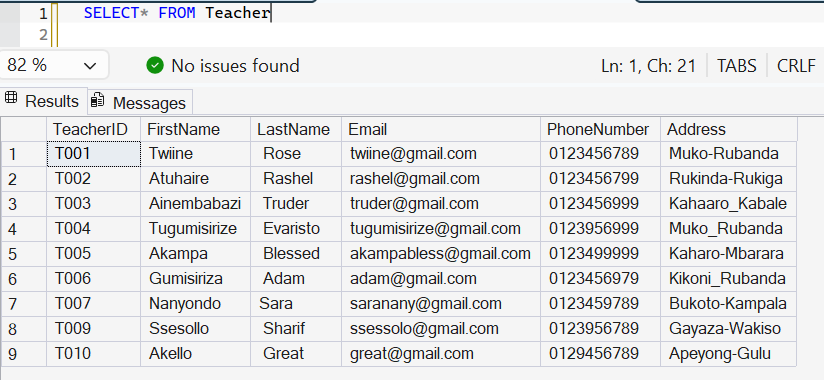 1 SELECT* FROM Teacher
2
82 % No issues found Ln: 1, Ch: 21 TABS CRLF
Results Messages
TeacherID FirstName LastName Email PhoneNumber Address
1 T001 Twiine Rose twiine@gmail.com 0123456789 Muko-Rubanda
2 T002 Atuhaire Rashel rashel@gmail.com 0123456799 Rukinda-Rukiga
3 T003 Ainembabazi Truder truder@gmail.com 0123456999 Kahaaro_Kabale
4 T004 Tugumisirize Evaristo tugumisirize@gmail.com 0123956999 Muko_Rubanda
5 T005 Akampa Blessed akampabless@gmail.com 0123499999 Kaharo-Mbarara
6 T006 Gumisiriza Adam adam@gmail.com 0123456979 Kikoni_Rubanda
7 T007 Nanyondo Sara saranany@gmail.com 0123459789 Bukoto-Kampala
8 T009 Ssesollo Sharif ssessolo@gmail.com 0123956789 Gayaza-Wakiso
9 T010 Akello Great great@gmail.com 0129456789 Apeyong-Gulu